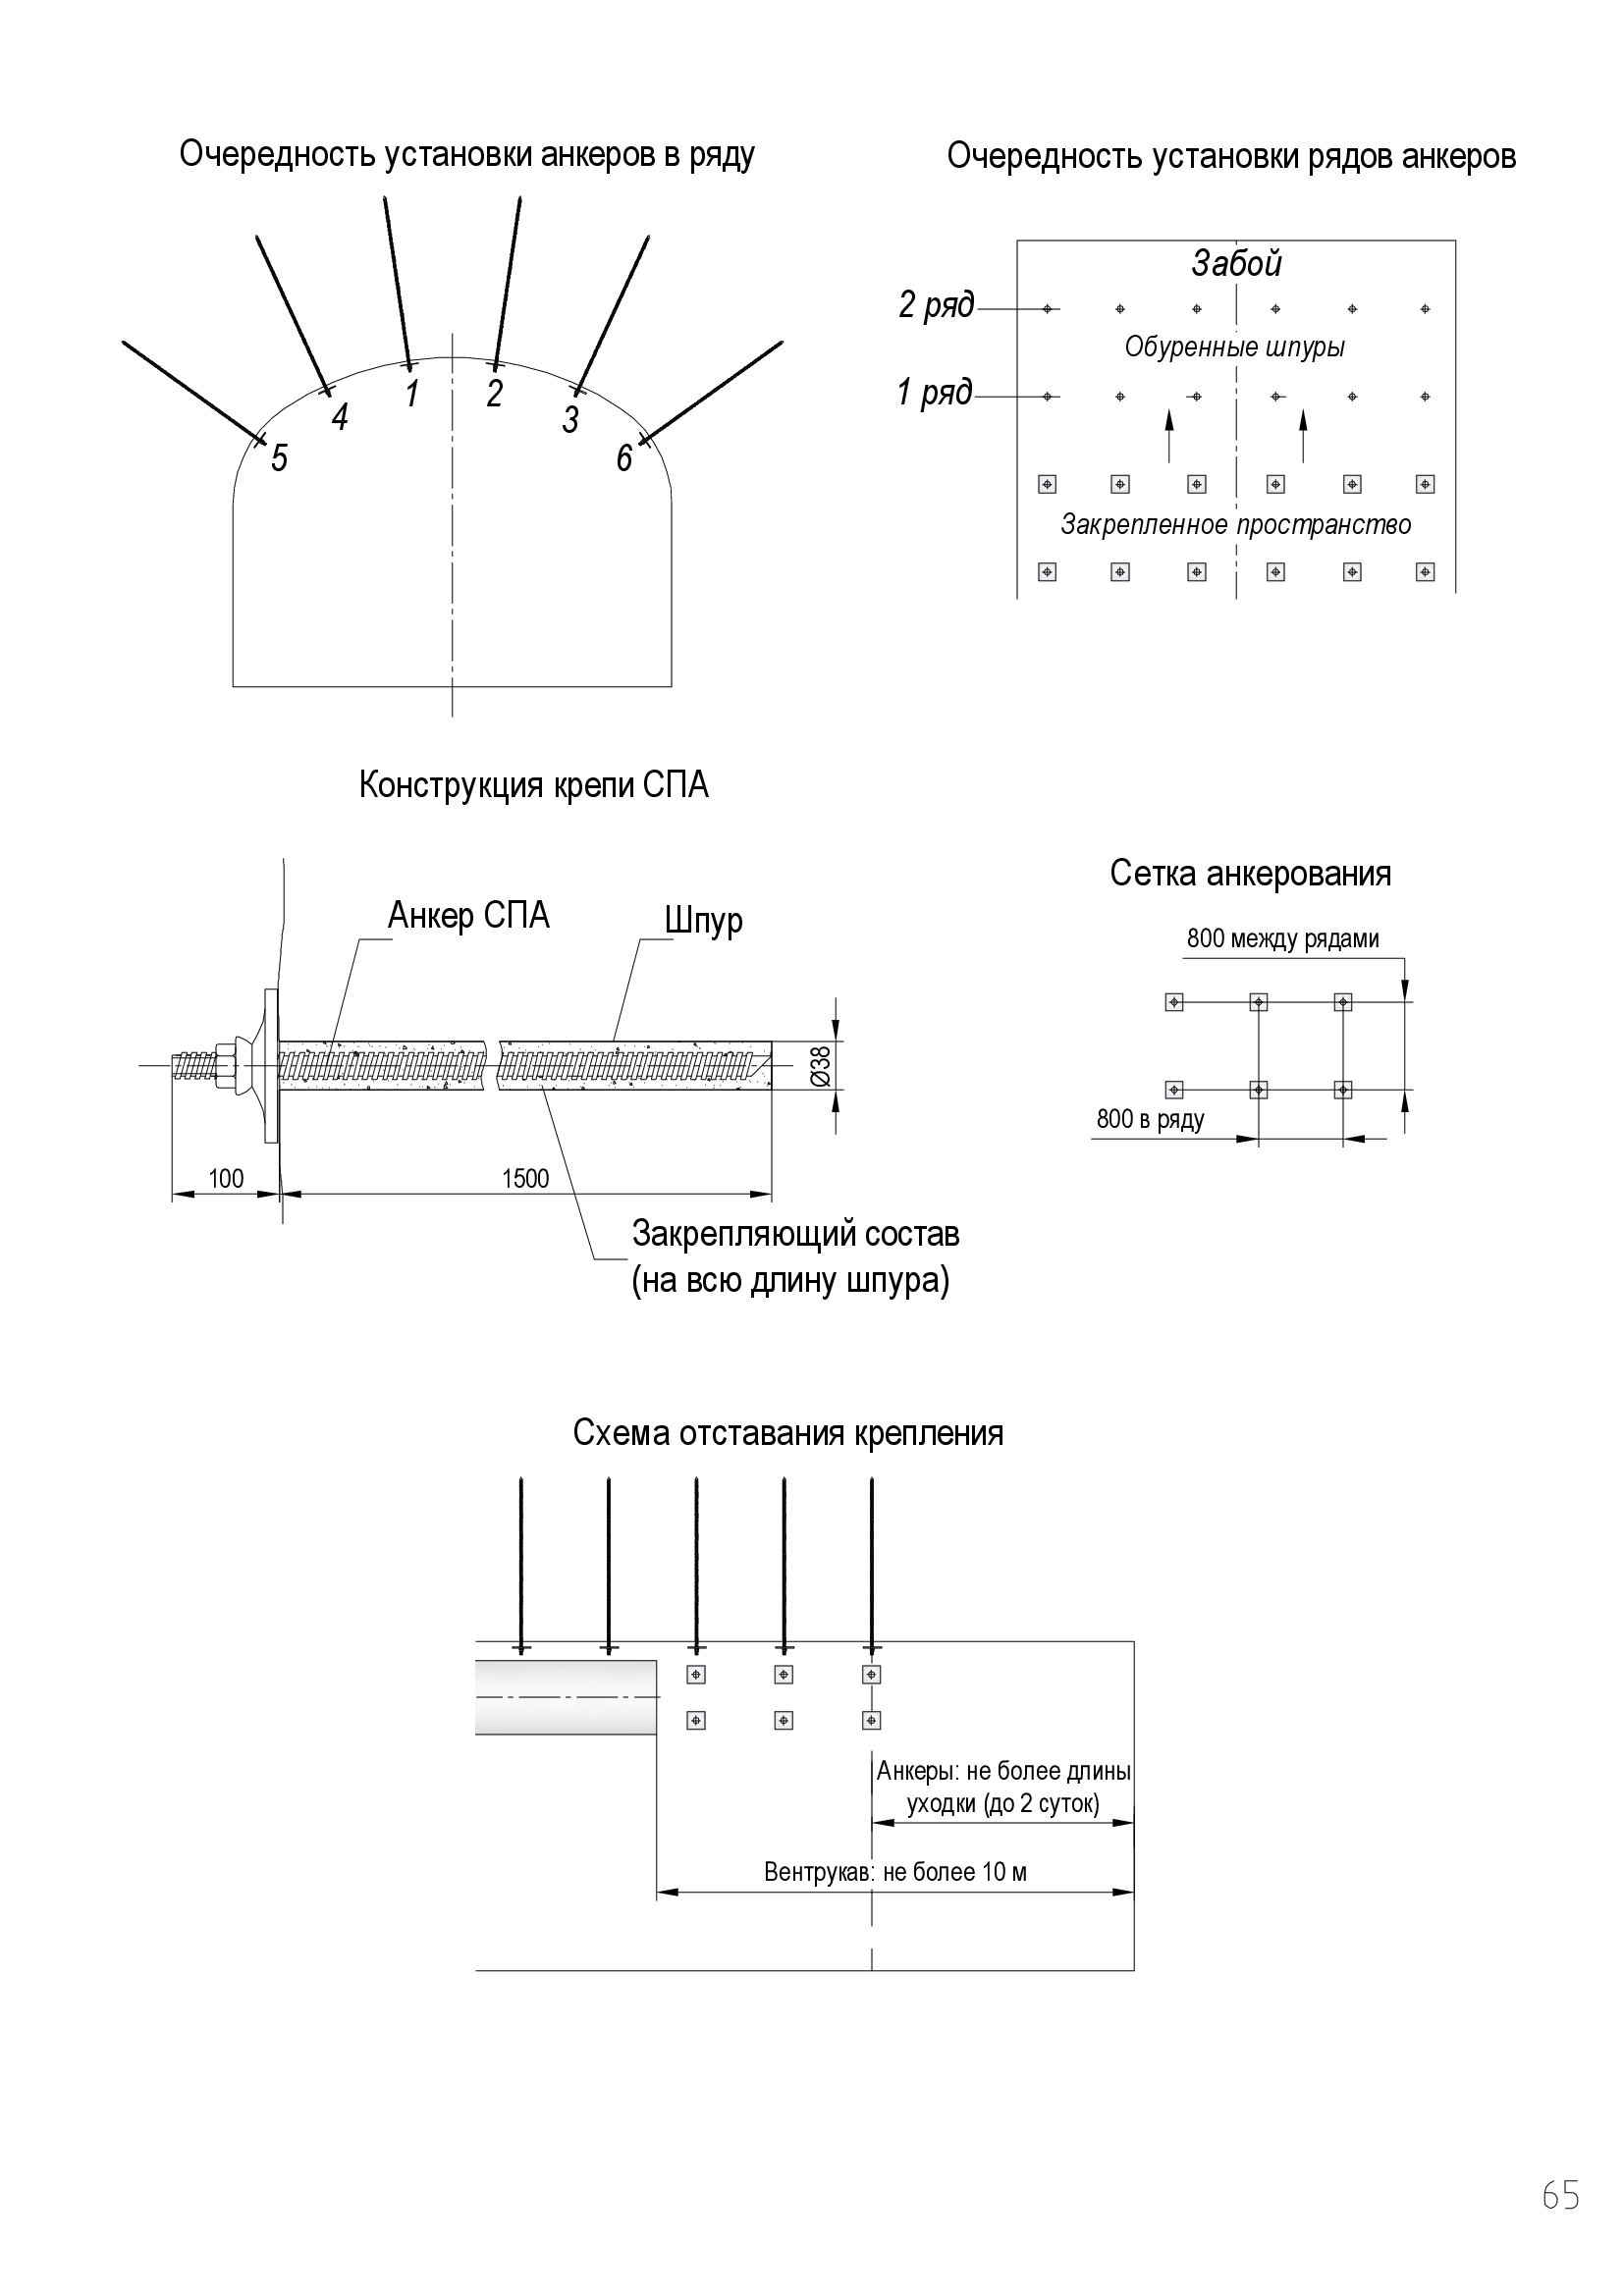 Очередность установки анкеров в ряду
1
2
3
4
5
6
Очередность установки рядов анкеров
Забой
2 ряд
Обуренные шпуры
1 ряд
Закрепленное пространство
Конструкция крепи СПА
Анкер СПА
Шпур
Ø38
100
1500
Закрепляющий состав
(на всю длину шпура)
Сетка анкерования
800 между рядами
800 в ряду
Схема отставания крепления
Анкеры: не более длины
уходки (до 2 суток)
Вентрукав: не более 10 м
65